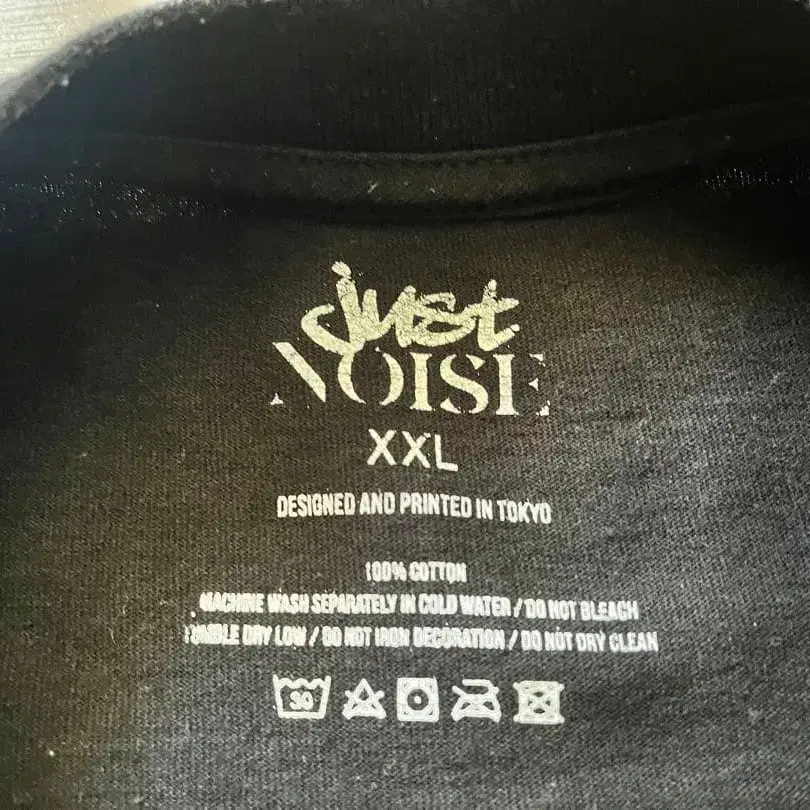 just
NOISE
XXL
DESIGNED AND PRINTED IN TOKYO
100% COTTON
MACHINE WASH SEPARATELY IN COLD WATER / DO NOT BLEACH
TUMBLE DRY LOW / DO NOT IRON DECORATION / DO NOT DRY CLEAN
30